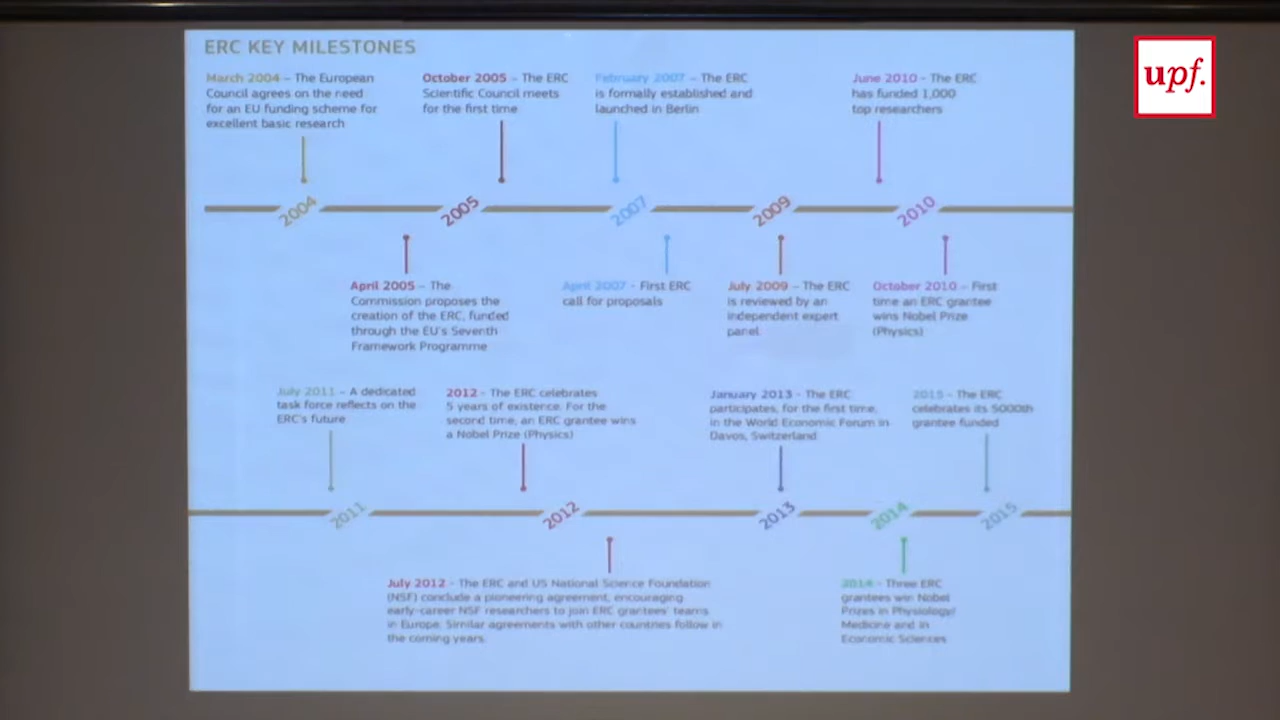 ERC KEY MILESTONES
upf.
March 2004 – The European
Council agrees on the need
for an EU funding scheme for
excellent basic research
October 2005 – The ERC
Scientific Council meets
for the first time
February 2007 – The ERC
is formally established and
launched in Berlin
June 2010 - The ERC
has funded 1,000
top researchers
2004
2005
2007
2009
2010
April 2005 – The
Commission proposes the
creation of the ERC, funded
through the EU's Seventh
Framework Programme
April 2007 - First ERC
call for proposals
July 2009 – The ERC
is reviewed by an
independent expert
panel
October 2010 – First
time an ERC grantee
wins Nobel Prize
(Physics)
July 2011 – A dedicated
task force reflects on the
ERC's future
2012 - The ERC celebrates
5 years of existence. For the
second time, an ERC grantee wins
a Nobel Prize (Physics)
January 2013 - The ERC
participates, for the first time,
in the World Economic Forum in
Davos, Switzerland
2015 - The ERC
celebrates its 5000th
grantee funded
2011
2012
2013
2014
2015
July 2012 - The ERC and US National Science Foundation
(NSF) conclude a pioneering agreement, encouraging
early-career NSF researchers to join ERC grantees' teams
in Europe. Similar agreements with other countries follow in
the coming years.
2014 - Three ERC
grantees win Nobel
Prizes in Physiology/
Medicine and in
Economic Sciences